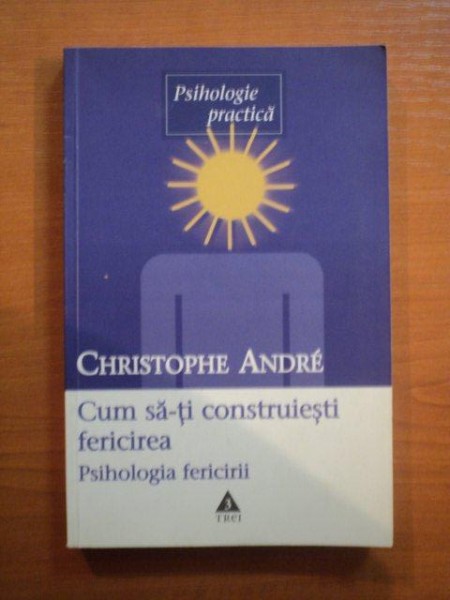 Psihologie
practică
CHRISTOPHE ANDRÉ
Cum să-ți construiești
fericirea
Psihologia fericirii
3
TREI